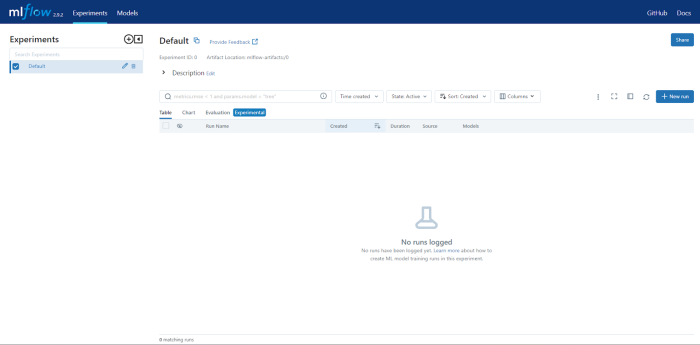 mlflow 2.9.2 Experiments Models GitHub Docs
Experiments
Search Experiments
Default
Default Provide Feedback Share
Experiment ID: 0 Artifact Location: mlflow-artifacts:/0
Description Edit
metrics.rmse < 1 and params.model = "tree" Time created State: Active Sort: Created Columns + New run
Table Chart Evaluation Experimental
Run Name Created Duration Source Models
No runs logged
No runs have been logged yet. Learn more about how to
create ML model training runs in this experiment.
0 matching runs